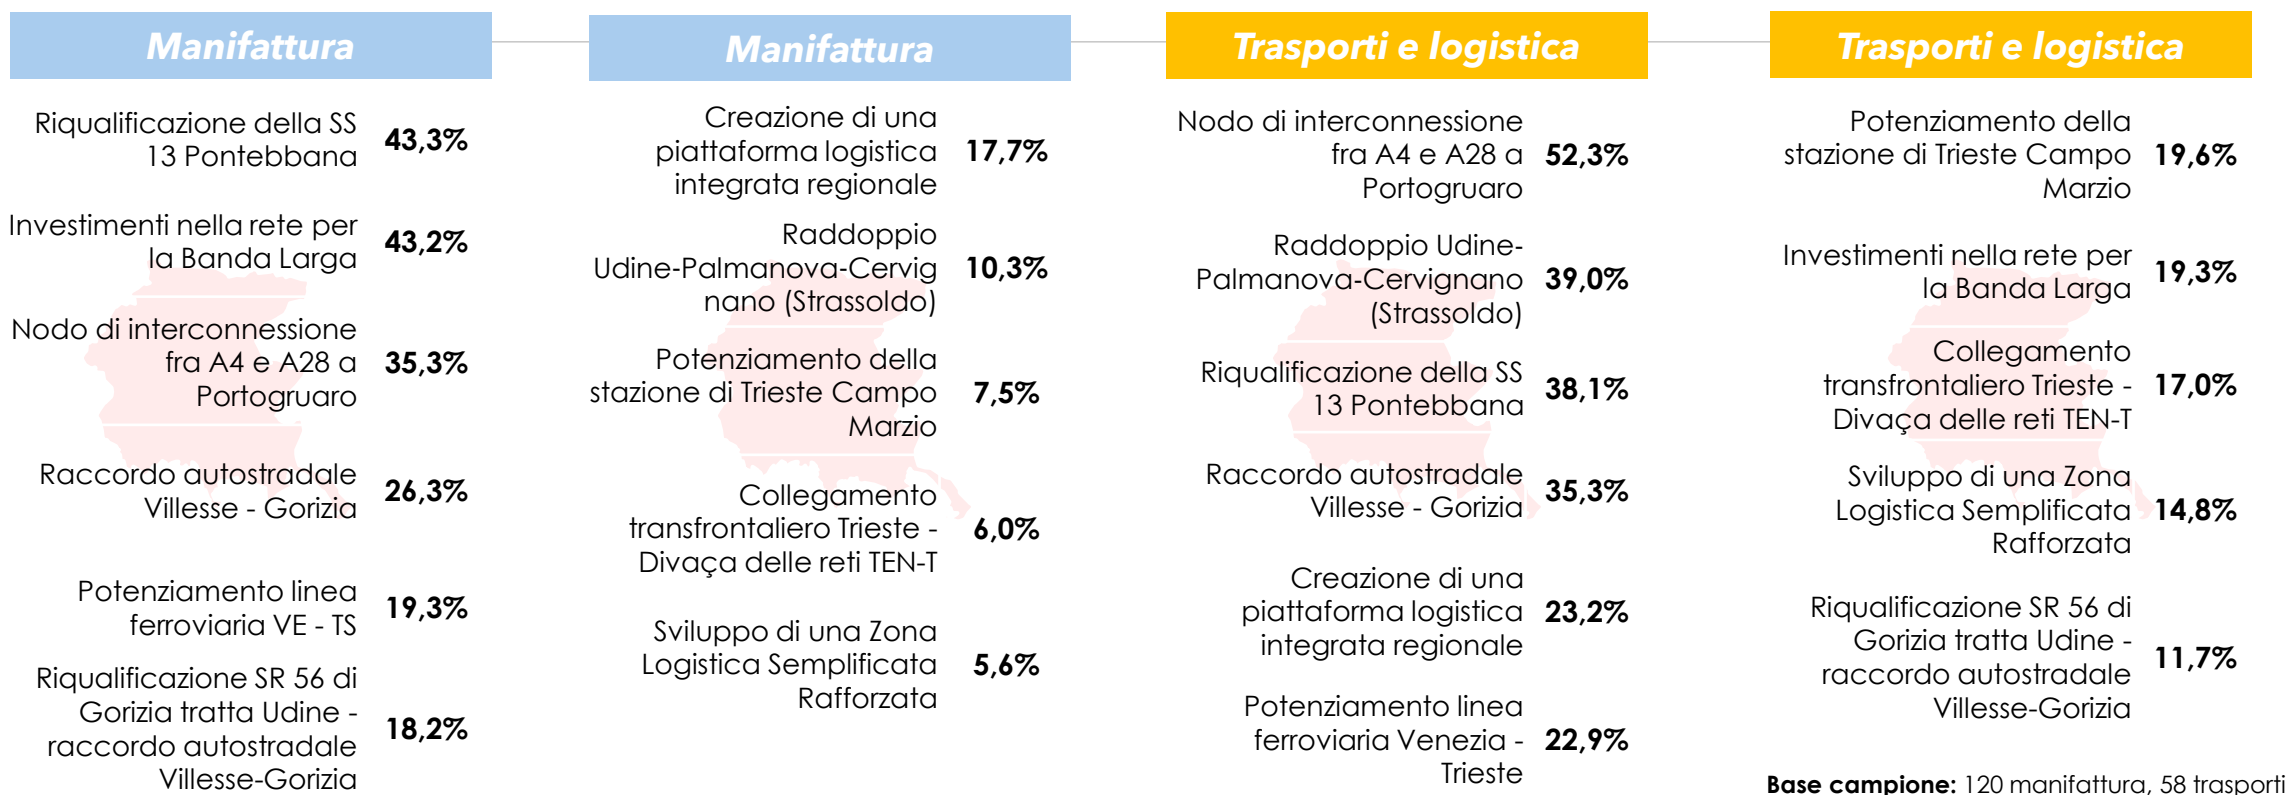 Manifattura
Riqualificazione della SS
13 Pontebbana
43,3%
Investimenti nella rete per
la Banda Larga
43,2%
Nodo di interconnessione
fra A4 e A28 a
Portogruaro
35,3%
Raccordo autostradale
Villesse - Gorizia
26,3%
Potenziamento linea
ferroviaria VE - TS
19,3%
Riqualificazione SR 56 di
Gorizia tratta Udine -
raccordo autostradale
Villesse-Gorizia
18,2%
Manifattura
Creazione di una
piattaforma logistica
integrata regionale
17,7%
Raddoppio
Udine-Palmanova-Cervig
nano (Strassoldo)
10,3%
Potenziamento della
stazione di Trieste Campo
Marzio
7,5%
Collegamento
transfrontaliero Trieste -
Divaça delle reti TEN-T
6,0%
Sviluppo di una Zona
Logistica Semplificata
Rafforzata
5,6%
Trasporti e logistica
Nodo di interconnessione
fra A4 e A28 a
Portogruaro
52,3%
Raddoppio Udine-
Palmanova-Cervignano
(Strassoldo)
39,0%
Riqualificazione della SS
13 Pontebbana
38,1%
Raccordo autostradale
Villesse - Gorizia
35,3%
Creazione di una
piattaforma logistica
integrata regionale
23,2%
Potenziamento linea
ferroviaria Venezia -
Trieste
22,9%
Trasporti e logistica
Potenziamento della
stazione di Trieste Campo
Marzio
19,6%
Investimenti nella rete per
la Banda Larga
19,3%
Collegamento
transfrontaliero Trieste -
Divaça delle reti TEN-T
17,0%
Sviluppo di una Zona
Logistica Semplificata
Rafforzata
14,8%
Riqualificazione SR 56 di
Gorizia tratta Udine -
raccordo autostradale
Villesse-Gorizia
11,7%
Base campione: 120 manifattura, 58 trasporti